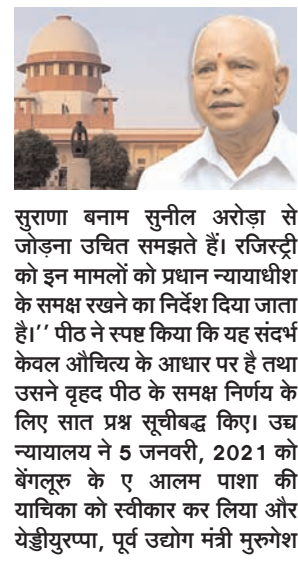 सुराणा बनाम सुनील अरोड़ा से
जोड़ना उचित समझते हैं। रजिस्ट्री
को इन मामलों को प्रधान न्यायाधीश
के समक्ष रखने का निर्देश दिया जाता
है।’’ पीठ ने स्पष्ट किया कि यह संदर्भ
केवल औचित्य के आधार पर है तथा
उसने वृहद पीठ के समक्ष निर्णय के
लिए सात प्रश्न सूचीबद्ध किए। उच्च
न्यायालय ने 5 जनवरी, 2021 को
बेंगलूरु के ए आलम पाशा की
याचिका को स्वीकार कर लिया और
येड्डीयुरप्पा, पूर्व उद्योग मंत्री मुरुगेश